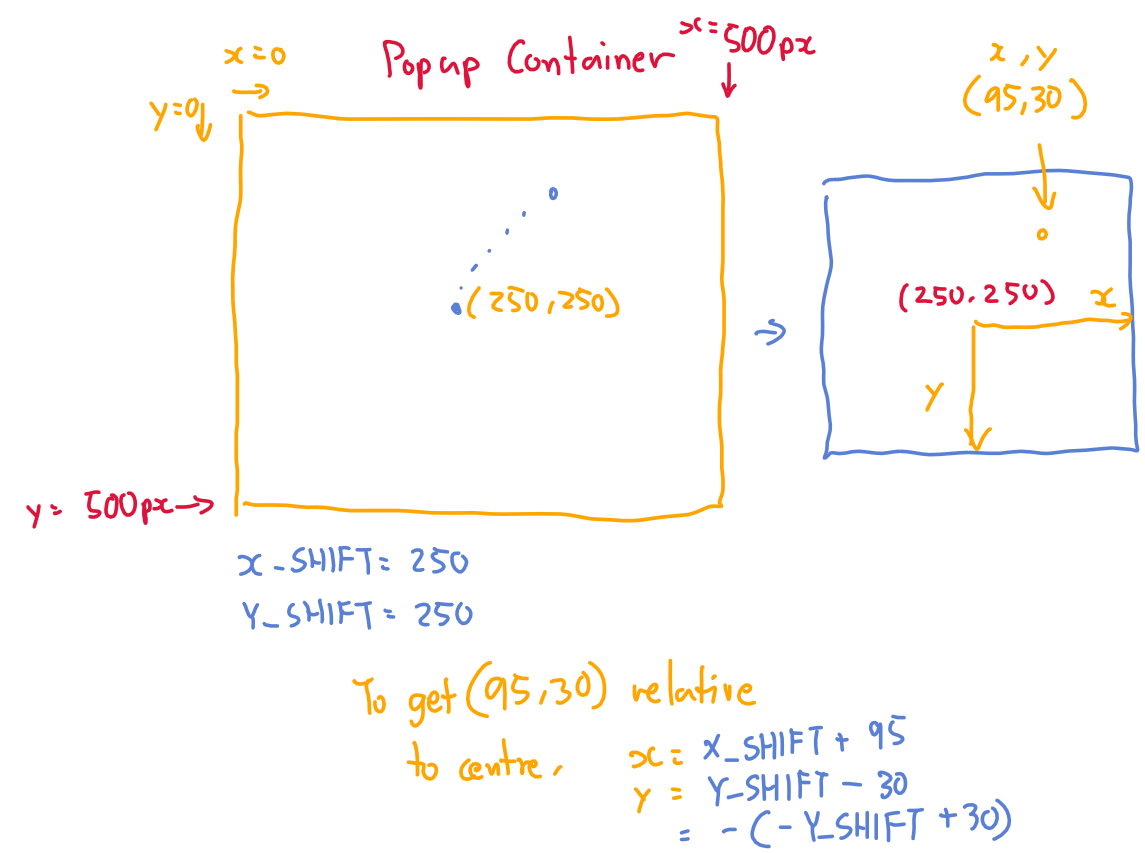 x=0
Popup Container
x=500px
x, y
y=0
(95,30)
(250,250)
(250.250)
x
y
y= 500px
x_SHIFT= 250
Y_SHIFT= 250
To get (95,30) relative
to centre,
x= X_SHIFT + 95
y = Y_SHIFT - 30
= -(-Y_SHIFT +30)